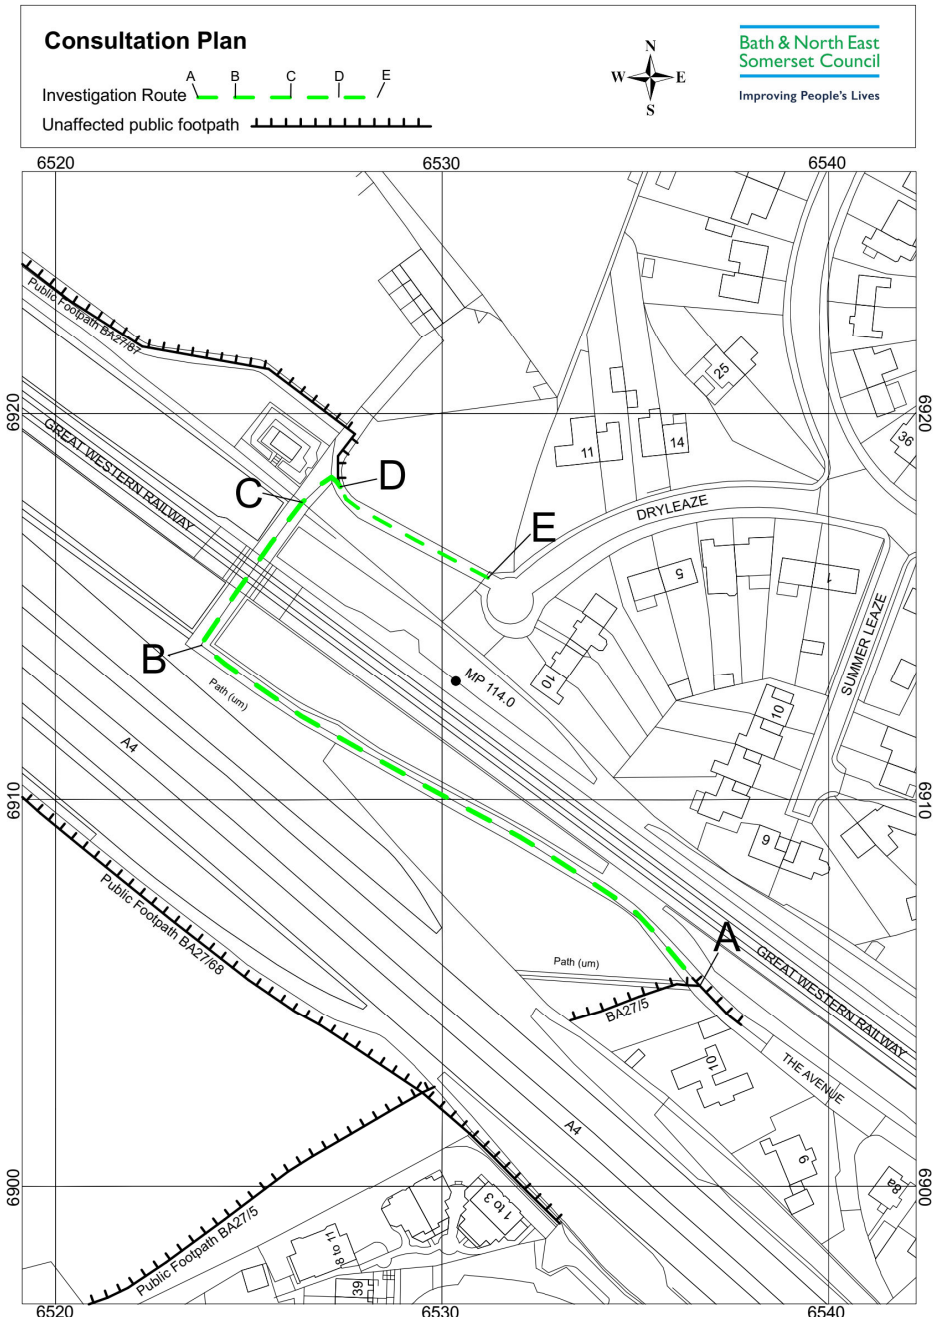 Consultation Plan
Investigation Route
A B C D E
Unaffected public footpath
N
W E
S
Bath & North East
Somerset Council
Improving People's Lives
6520 6530 6540
Public Footpath BA27/87
25
6920
6920
GREAT WESTERN RAILWAY
11
14
36
C
D
DRYLEAZE
E
5
1
SUMMER LEAZE
B
Path (um)
10
MP 114.0
10
A4
6910
6910
9
Public Footpath BA27/68
A
GREAT WESTERN RAILWAY
Path (um)
BA27/5
10
THE AVENUE
A4
9
8a
6900
6900
1 to 3
Public Footpath BA27/5
8 to 11
39
6520 6530 6540